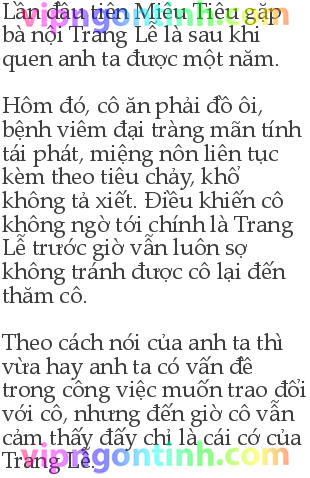 Lần đầu tiên Miêu Tiêu gặp
bà nội Trang Lễ là sau khi
quen anh ta được một năm.
Hôm đó, cô ăn phải đồ ôi,
bệnh viêm đại tràng mãn tính
tái phát, miệng nôn liên tục
kèm theo tiêu chảy, khổ
không tả xiết. Điều khiến cô
không ngờ tới chính là Trang
Lễ trước giờ vẫn luôn sợ
không tránh được cô lại đến
thăm cô.
Theo cách nói của anh ta thì
vừa hay anh ta có vấn đề
trong công việc muốn trao đổi
với cô, nhưng đến giờ cô vẫn
cảm thấy đấy chỉ là cái cớ của
Trang Lễ.
vipngontinh.com
vipngontinh.com
vipngontinh.com